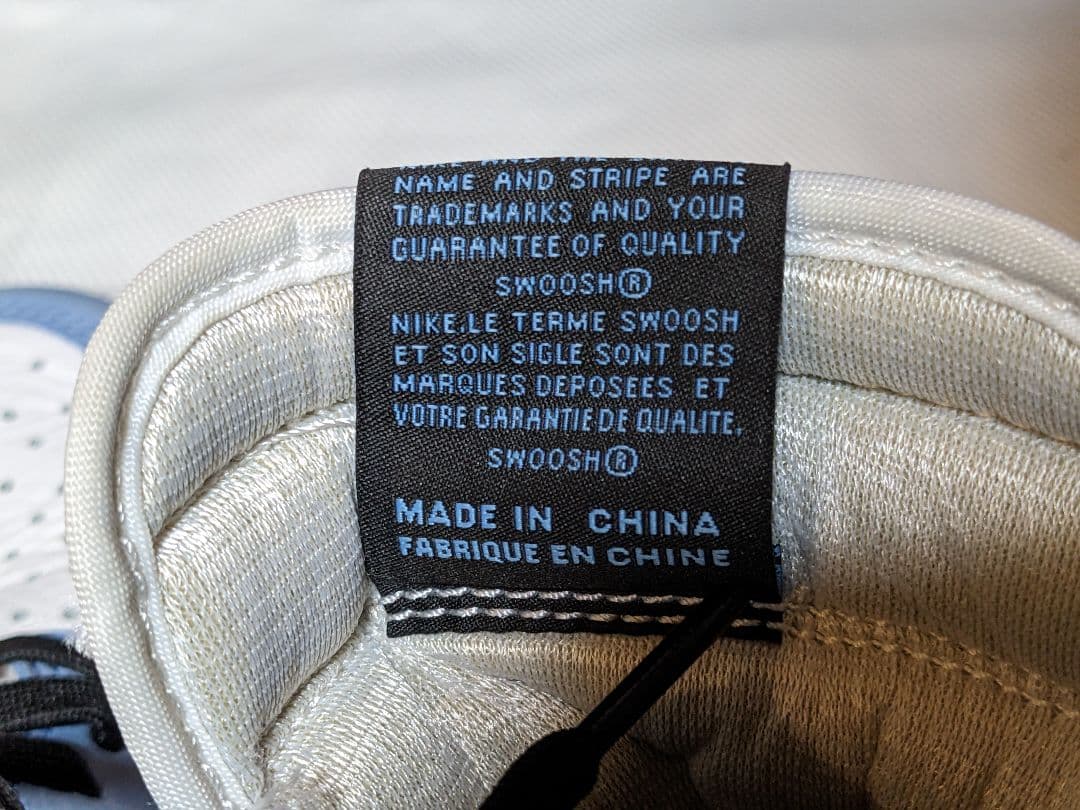 NAME AND STRIPE ARE
TRADEMARKS AND YOUR
GUARANTEE OF QUALITY
SWOOSH®
NIKE,LE TERME SWOOSH
ET SON SIGLE SONT DES
MARQUES DEPOSEES ET
VOTRE GARANTIE DE QUALITE.
SWOOSH®
MADE IN CHINA
FABRIQUE EN CHINE